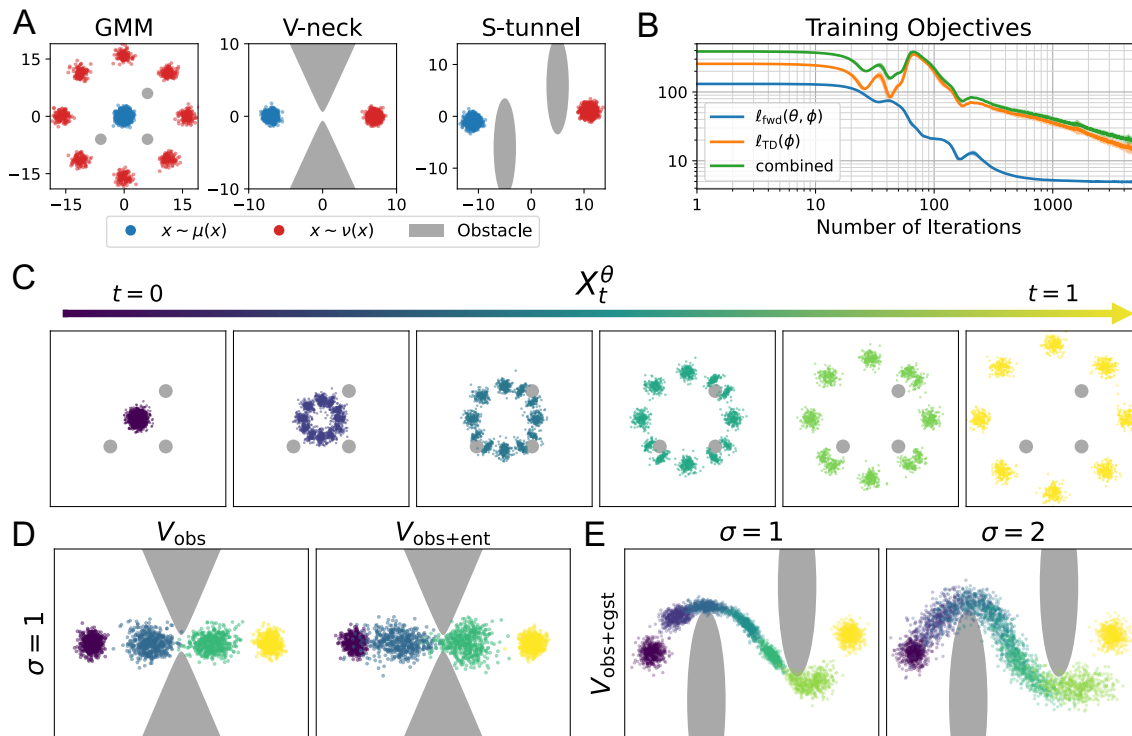 A
GMM
V-neck
S-tunnel
15
0
−15
−15
0
15
10
0
−10
−10
0
10
10
0
−10
−10
0
10
x ~ μ(x)
x ~ ν(x)
Obstacle
B
Training Objectives
100
10
ℓfwd(θ, ϕ)
ℓTD(ϕ)
combined
1
10
100
1000
Number of Iterations
C
t = 0
X_t^θ
t = 1
D
Vobs
Vobs+ent
σ = 1
E
σ = 1
σ = 2
Vobs+cgst